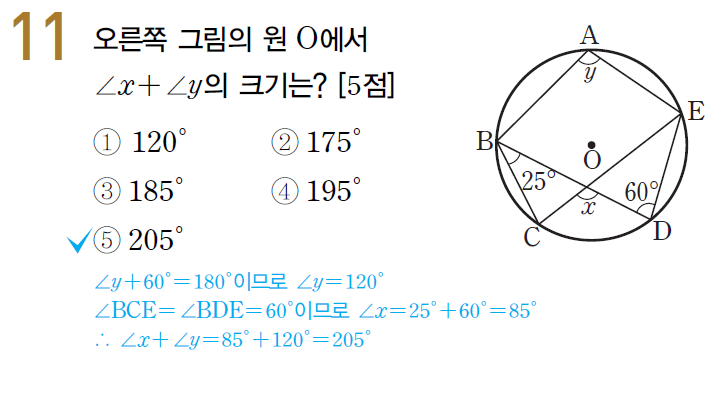 11 오른쪽 그림의 원 O에서
∠x+∠y의 크기는? [5점]
① 120° ② 175°
③ 185° ④ 195°
⑤ 205°
A
y
E
B
O
25°
60°
x
C
D
∠y+60°=180°이므로 ∠y=120°
∠BCE=∠BDE=60°이므로 ∠x=25°+60°=85°
∴ ∠x+∠y=85°+120°=205°